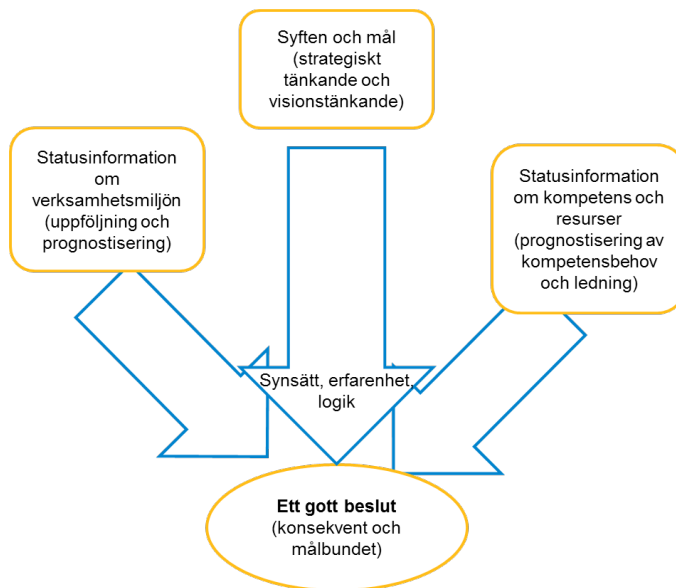 Syften och mål
(strategiskt
tänkande och
visionstänkande)
Statusinformation
om
verksamhetsmiljön
(uppföljning och
prognostisering)
Statusinformation
om kompetens och
resurser
(prognostisering av
kompetensbehov
och ledning)
Synsätt, erfarenhet,
logik
Ett gott beslut
(konsekvent och
målbundet)